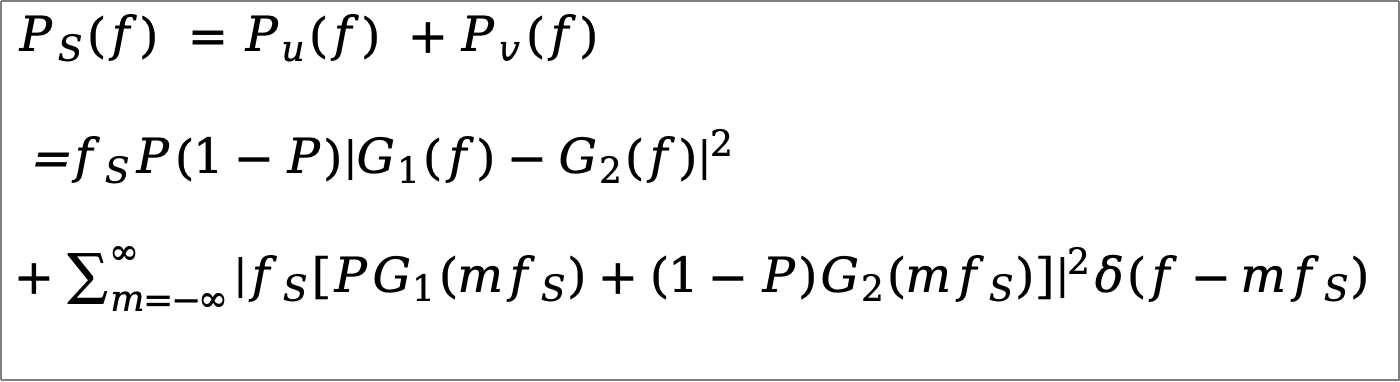 P_S(f) = P_u(f) + P_v(f)
=f_S P(1 − P)|G_1(f) − G_2(f)|^2
+ ∑_{m=−∞}^{∞} |f_S[PG_1(mf_S) + (1 − P)G_2(mf_S)]|^2 δ(f − mf_S)